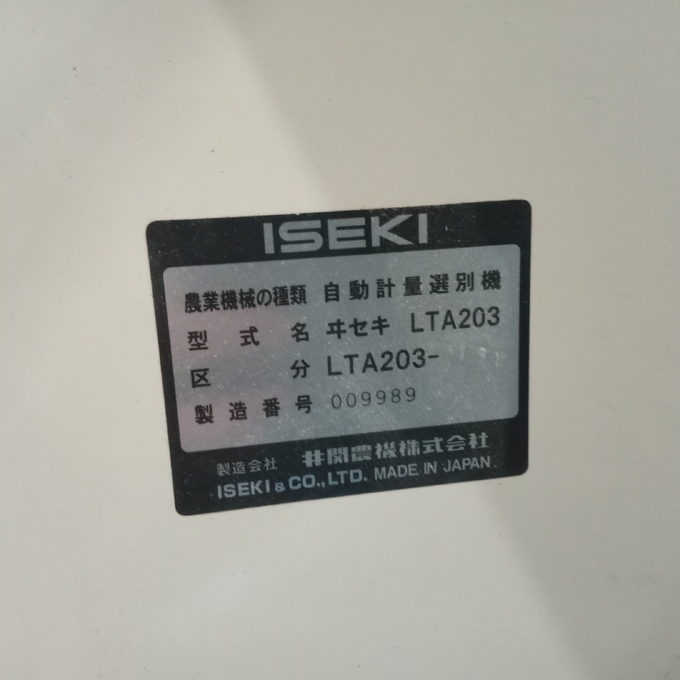 ISEKI
農業機械の種類 自動計量選別機
型式名 ヰセキ LTA203
区分 LTA203-
製造番号 009989
製造会社 井関農機株式会社
ISEKI & CO., LTD. MADE IN JAPAN